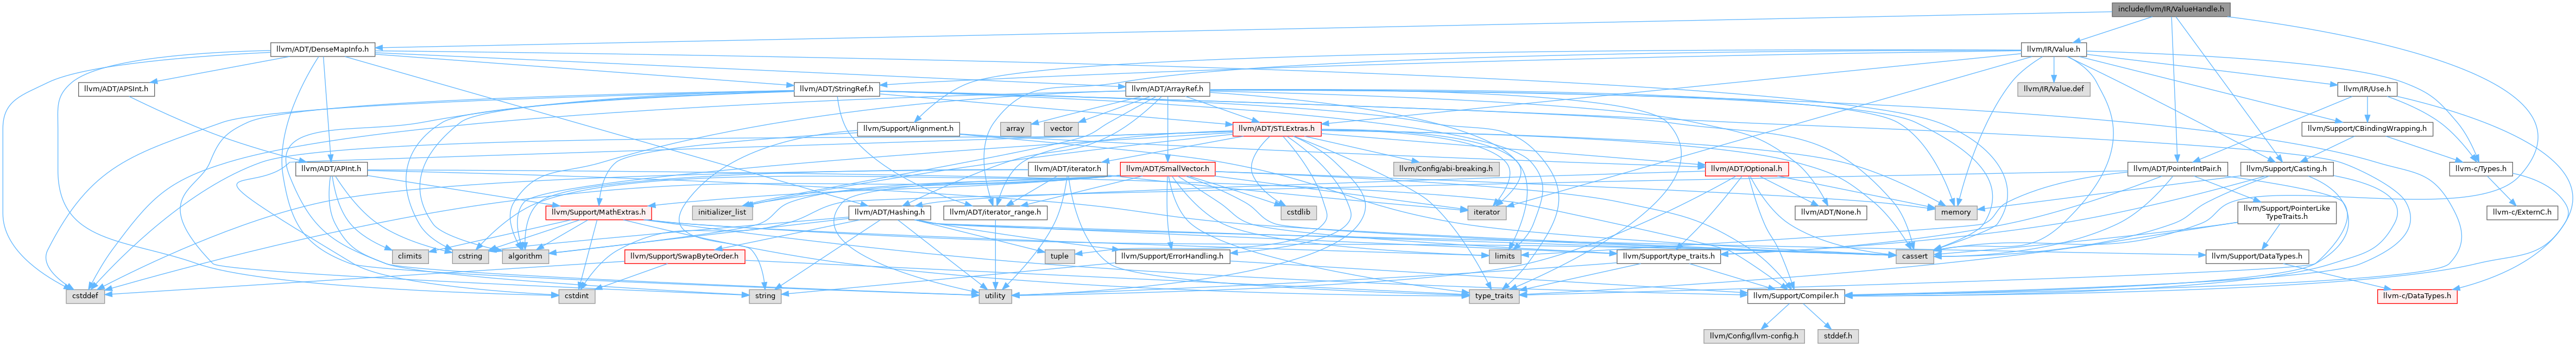 include/llvm/IR/ValueHandle.h
llvm/ADT/DenseMapInfo.h
llvm/IR/Value.h
llvm/ADT/APSInt.h
llvm/ADT/StringRef.h
llvm/ADT/ArrayRef.h
llvm/IR/Value.def
llvm/IR/Use.h
llvm/Support/Alignment.h
array
vector
llvm/ADT/STLExtras.h
llvm/Support/CBindingWrapping.h
llvm/ADT/APInt.h
llvm/ADT/iterator.h
llvm/ADT/SmallVector.h
llvm/Config/abi-breaking.h
llvm/ADT/Optional.h
llvm/ADT/PointerIntPair.h
llvm/Support/Casting.h
llvm-c/Types.h
llvm/Support/MathExtras.h
initializer_list
llvm/ADT/Hashing.h
llvm/ADT/iterator_range.h
cstdlib
iterator
llvm/ADT/None.h
memory
llvm/Support/PointerLike
TypeTraits.h
llvm-c/ExternC.h
climits
cstring
algorithm
llvm/Support/SwapByteOrder.h
tuple
llvm/Support/ErrorHandling.h
limits
llvm/Support/type_traits.h
cassert
llvm/Support/DataTypes.h
cstddef
cstdint
string
utility
type_traits
llvm/Support/Compiler.h
llvm-c/DataTypes.h
llvm/Config/llvm-config.h
stddef.h